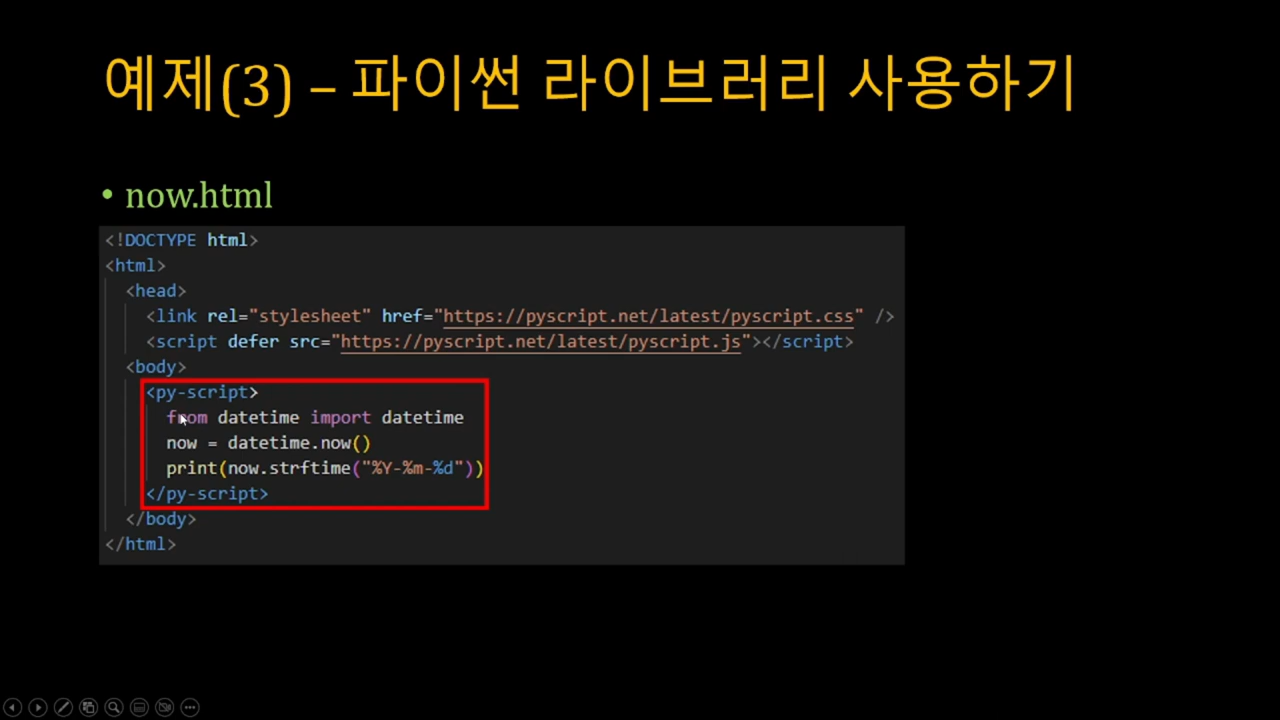 예제(3) – 파이썬 라이브러리 사용하기
• now.html
<!DOCTYPE html>
<html>
<head>
<link rel="stylesheet" href="https://pyscript.net/latest/pyscript.css" />
<script defer src="https://pyscript.net/latest/pyscript.js"></script>
<body>
<py-script>
from datetime import datetime
now = datetime.now()
print(now.strftime("%Y-%m-%d"))
</py-script>
</body>
</html>